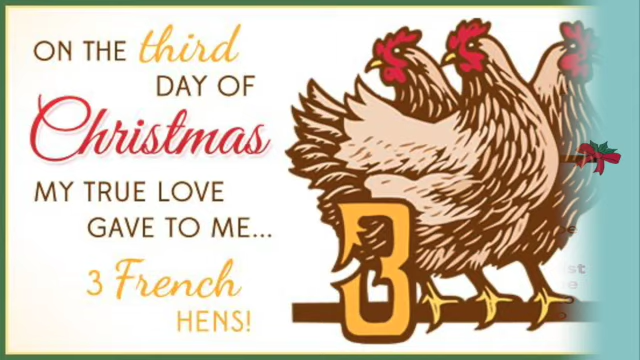 ON THE third
DAY OF
Christmas
MY TRUE LOVE
GAVE TO ME...
3 French
HENS!
3